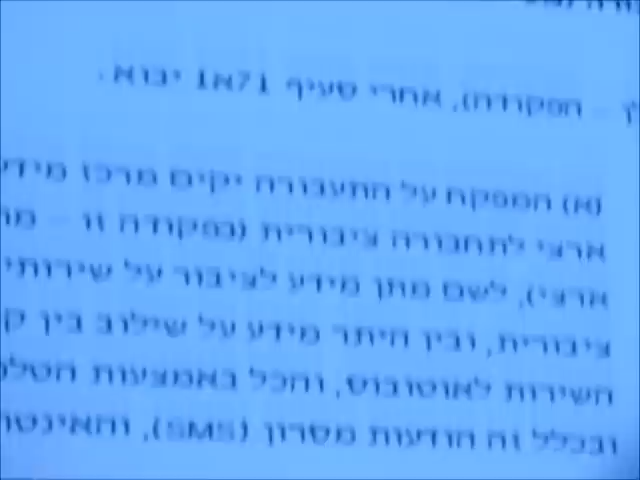 – הפקודה), אחרי סעיף 71א1 יבוא:
(א) המפקח על התעבורה יקים מרכז מידע
ארצי לתחבורה ציבורית (בפקודה זו –
ארצי), לשם מתן מידע לציבור על שירותי
ציבורית, ובין היתר מידע על שילוב בין
השירות לאוטובוס, והכל באמצעות
ובכלל זה הודעות מסרון (SMS),